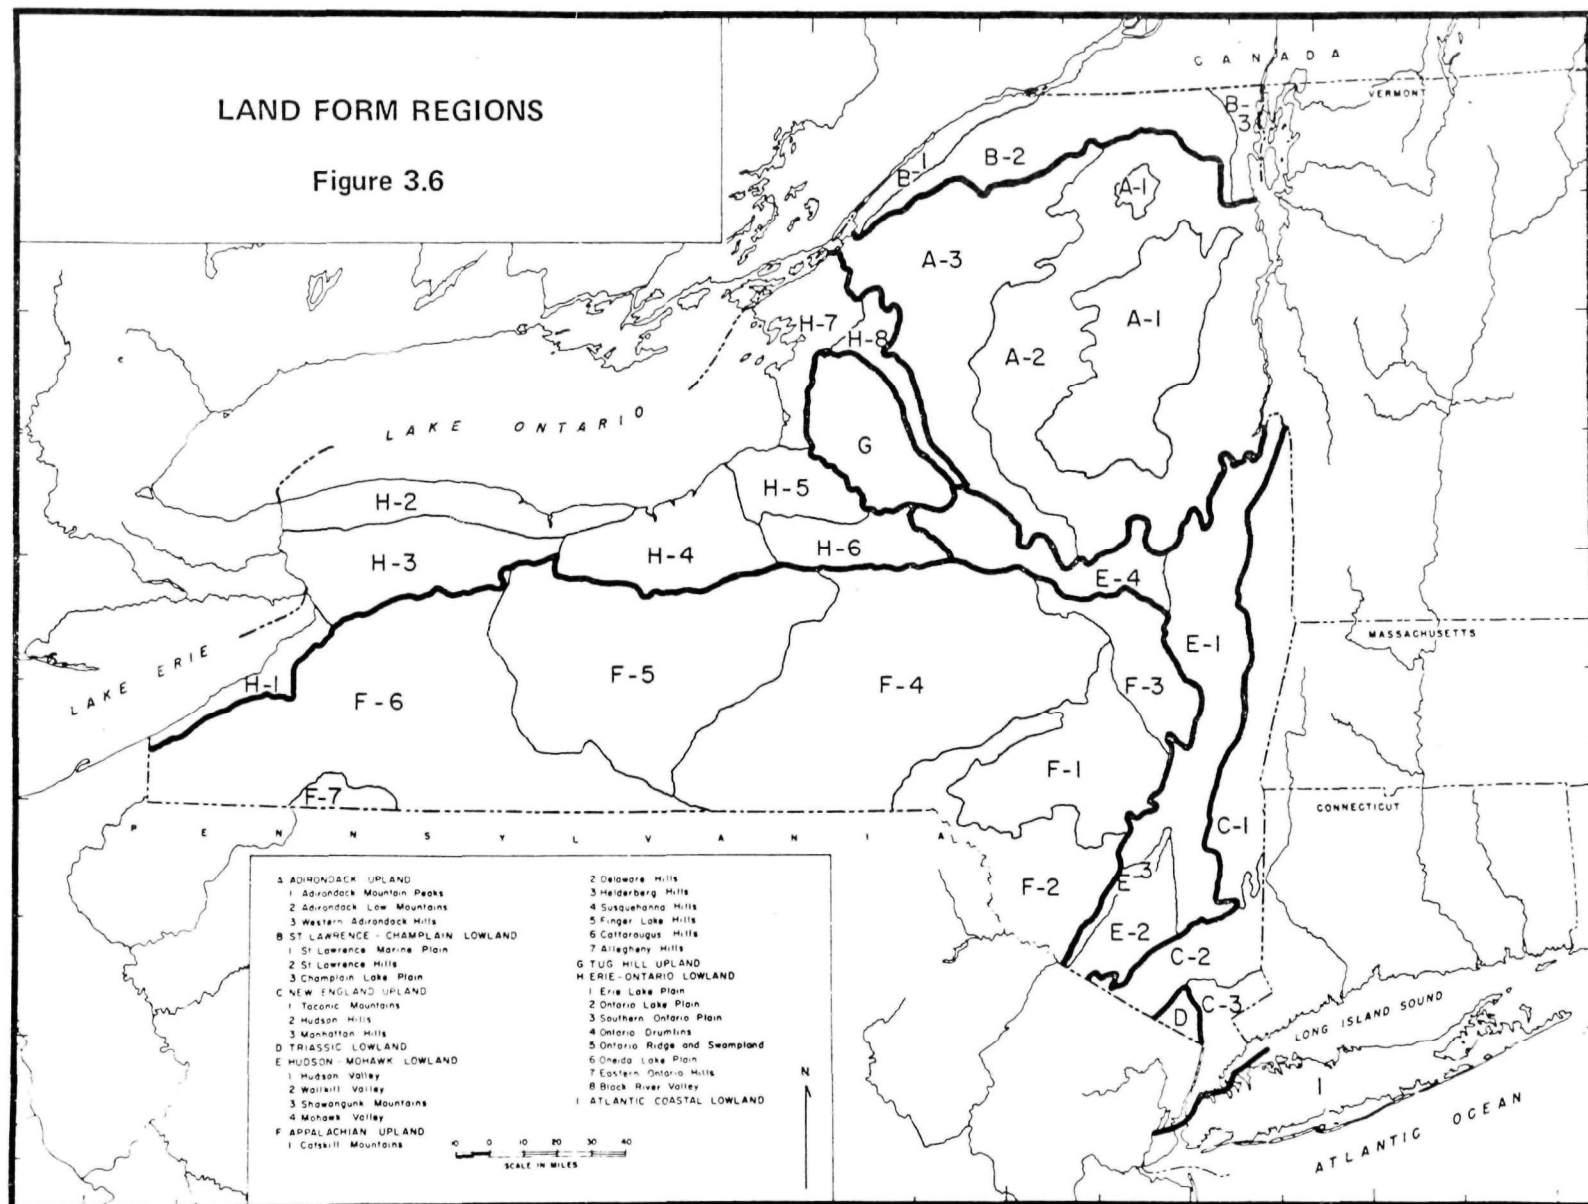 LAND FORM REGIONS
Figure 3.6
CANADA
VERMONT
B-3
B-1
B-2
A-1
A-3
A-1
H-7
H-8
A-2
LAKE ONTARIO
G
H-5
H-2
H-6
H-4
H-3
E-4
MASSACHUSETTS
E-1
LAKE ERIE
H-1
F-6
F-5
F-4
F-3
F-1
F-7
CONNECTICUT
C-1
PENNSYLVANIA
F-2
E-3
E-2
C-2
C-3
D
LONG ISLAND SOUND
I
ATLANTIC OCEAN
A ADIRONDACK UPLAND
1 Adirondack Mountain Peaks
2 Adirondack Low Mountains
3 Western Adirondack Hills
B ST LAWRENCE - CHAMPLAIN LOWLAND
1 St Lawrence Marine Plain
2 St Lawrence Hills
3 Champlain Lake Plain
C NEW ENGLAND UPLAND
1 Taconic Mountains
2 Hudson Hills
3 Manhattan Hills
D TRIASSIC LOWLAND
E HUDSON-MOHAWK LOWLAND
1 Hudson Valley
2 Wallkill Valley
3 Shawangunk Mountains
4 Mohawk Valley
F APPALACHIAN UPLAND
1 Catskill Mountains
2 Delaware Hills
3 Helderberg Hills
4 Susquehanna Hills
5 Finger Lake Hills
6 Cattaraugus Hills
7 Allegheny Hills
G TUG HILL UPLAND
H ERIE-ONTARIO LOWLAND
1 Erie Lake Plain
2 Ontario Lake Plain
3 Southern Ontario Plain
4 Ontario Drumlins
5 Ontario Ridge and Swampland
6 Oneida Lake Plain
7 Eastern Ontario Hills
8 Black River Valley
I ATLANTIC COASTAL LOWLAND
N
10 0 10 20 30 40
SCALE IN MILES